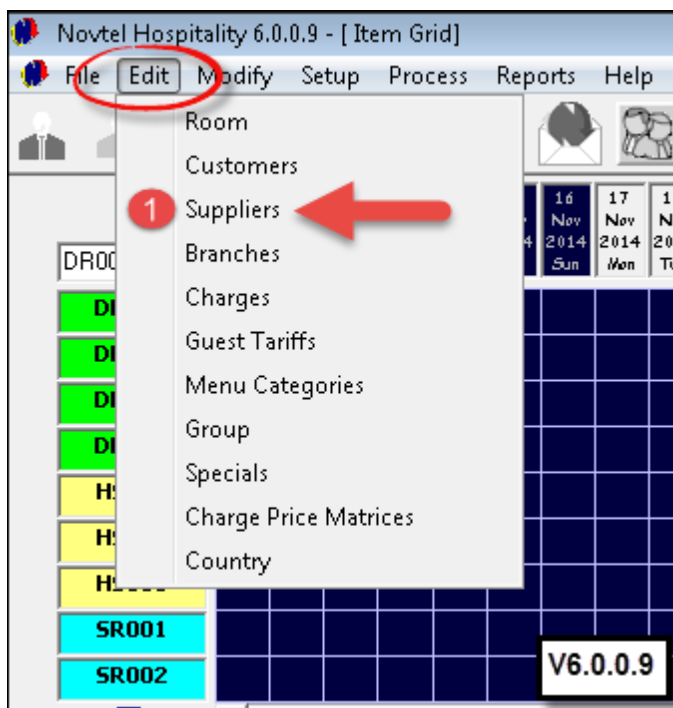 Novtel Hospitality 6.0.0.9 - [ Item Grid]
File Edit Modify Setup Process Reports Help
Room
Customers
1 Suppliers
Branches
Charges
Guest Tariffs
Menu Categories
Group
Specials
Charge Price Matrices
Country
16 Nov 2014 Sun
17 Nov 2014 Mon
SR001
SR002
V6.0.0.9